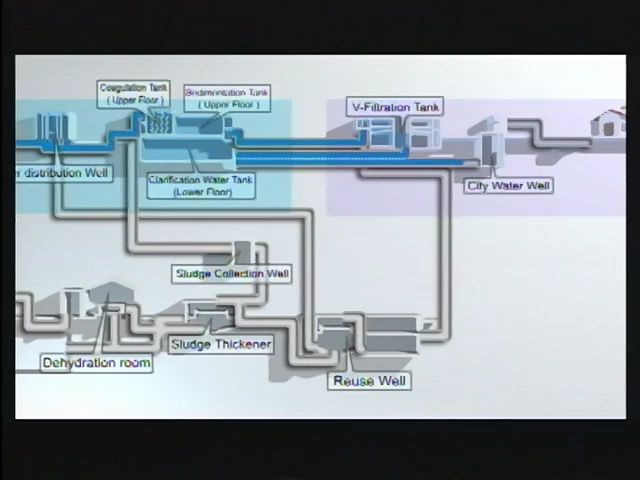 Coagulation Tank
( Upper Floor )
Sedimentation Tank
( Upper Floor )
V-Filtration Tank
r distribution Well
Clarification Water Tank
(Lower Floor)
City Water Well
Sludge Collection Well
Sludge Thickener
Dehydration room
Reuse Well